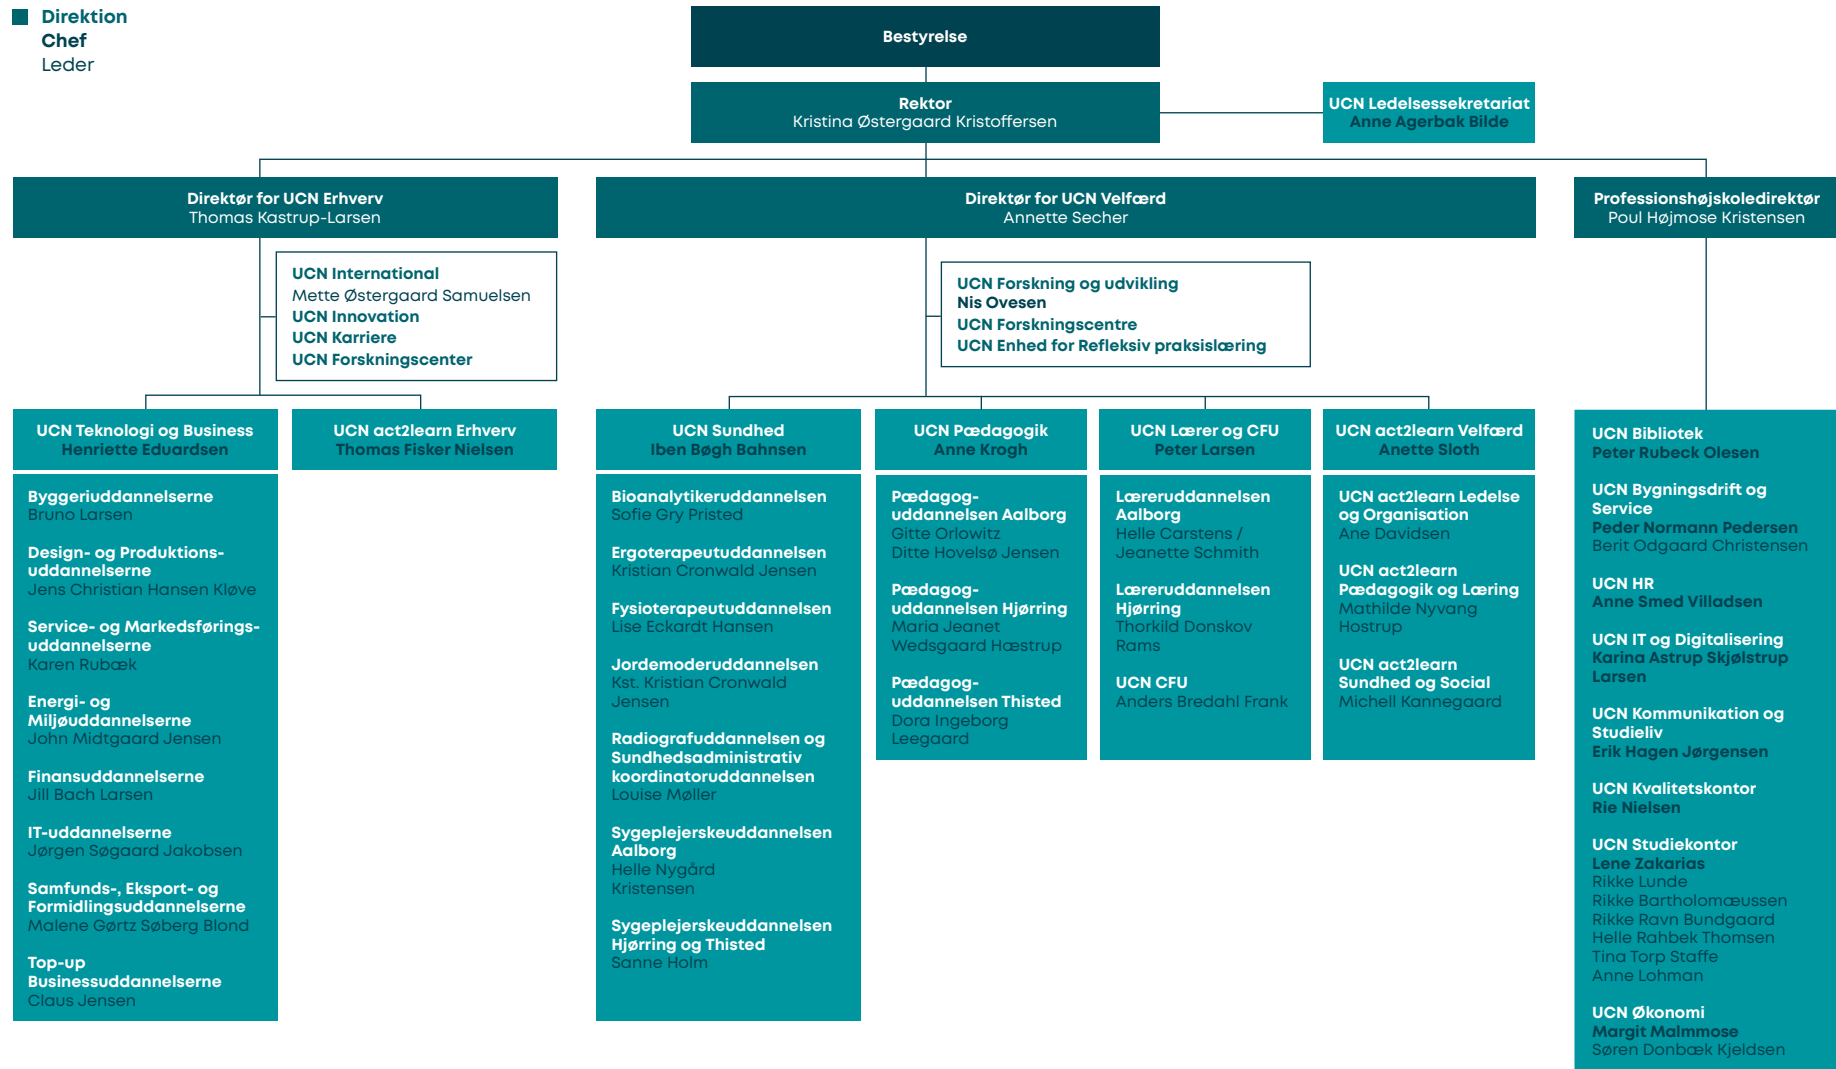 Direktion
Chef
Leder
Bestyrelse
Rektor
Kristina Østergaard Kristoffersen
UCN Ledelsessekretariat
Anne Agerbak Bilde
Direktør for UCN Erhverv
Thomas Kastrup-Larsen
Direktør for UCN Velfærd
Annette Secher
Professionshøjskoledirektør
Poul Højmose Kristensen
UCN International
Mette Østergaard Samuelsen
UCN Innovation
UCN Karriere
UCN Forskningscenter
UCN Forskning og udvikling
Nis Ovesen
UCN Forskningscentre
UCN Enhed for Refleksiv praksislæring
UCN Teknologi og Business
Henriette Eduardsen
UCN act2learn Erhverv
Thomas Fisker Nielsen
UCN Sundhed
Iben Bøgh Bahnsen
UCN Pædagogik
Anne Krogh
UCN Lærer og CFU
Peter Larsen
UCN act2learn Velfærd
Anette Sloth
Byggeriuddannelserne
Bruno Larsen
Design- og Produktions-
uddannelserne
Jens Christian Hansen Kløve
Service- og Markedsførings-
uddannelserne
Karen Rubæk
Energi- og
Miljøuddannelserne
John Midtgaard Jensen
Finansuddannelserne
Jill Bach Larsen
IT-uddannelserne
Jørgen Søgaard Jakobsen
Samfunds-, Eksport- og
Formidlingsuddannelserne
Malene Gørtz Søberg Blond
Top-up
Businessuddannelserne
Claus Jensen
Bioanalytikeruddannelsen
Sofie Gry Pristed
Ergoterapeutuddannelsen
Kristian Cronwald Jensen
Fysioterapeutuddannelsen
Lise Eckardt Hansen
Jordemoderuddannelsen
Kst. Kristian Cronwald
Jensen
Radiografuddannelsen og
Sundhedsadministrativ
koordinatoruddannelsen
Louise Møller
Sygeplejerskeuddannelsen
Aalborg
Helle Nygård
Kristensen
Sygeplejerskeuddannelsen
Hjørring og Thisted
Sanne Holm
Pædagog-
uddannelsen Aalborg
Gitte Orlowitz
Ditte Hovelsø Jensen
Pædagog-
uddannelsen Hjørring
Maria Jeanet
Wedsgaard Hæstrup
Pædagog-
uddannelsen Thisted
Dora Ingeborg
Leegaard
Læreruddannelsen
Aalborg
Helle Carstens /
Jeanette Schmith
Læreruddannelsen
Hjørring
Thorkild Donskov
Rams
UCN CFU
Anders Bredahl Frank
UCN act2learn Ledelse
og Organisation
Ane Davidsen
UCN act2learn
Pædagogik og Læring
Mathilde Nyvang
Hostrup
UCN act2learn
Sundhed og Social
Michell Kannegaard
UCN Bibliotek
Peter Rubeck Olesen
UCN Bygningsdrift og
Service
Peder Normann Pedersen
Berit Odgaard Christensen
UCN HR
Anne Smed Villadsen
UCN IT og Digitalisering
Karina Astrup Skjølstrup
Larsen
UCN Kommunikation og
Studieliv
Erik Hagen Jørgensen
UCN Kvalitetskontor
Rie Nielsen
UCN Studiekontor
Lene Zakarias
Rikke Lunde
Rikke Bartholomæussen
Rikke Ravn Bundgaard
Helle Rahbek Thomsen
Tina Torp Staffe
Anne Lohman
UCN Økonomi
Margit Malmmose
Søren Donbæk Kjeldsen